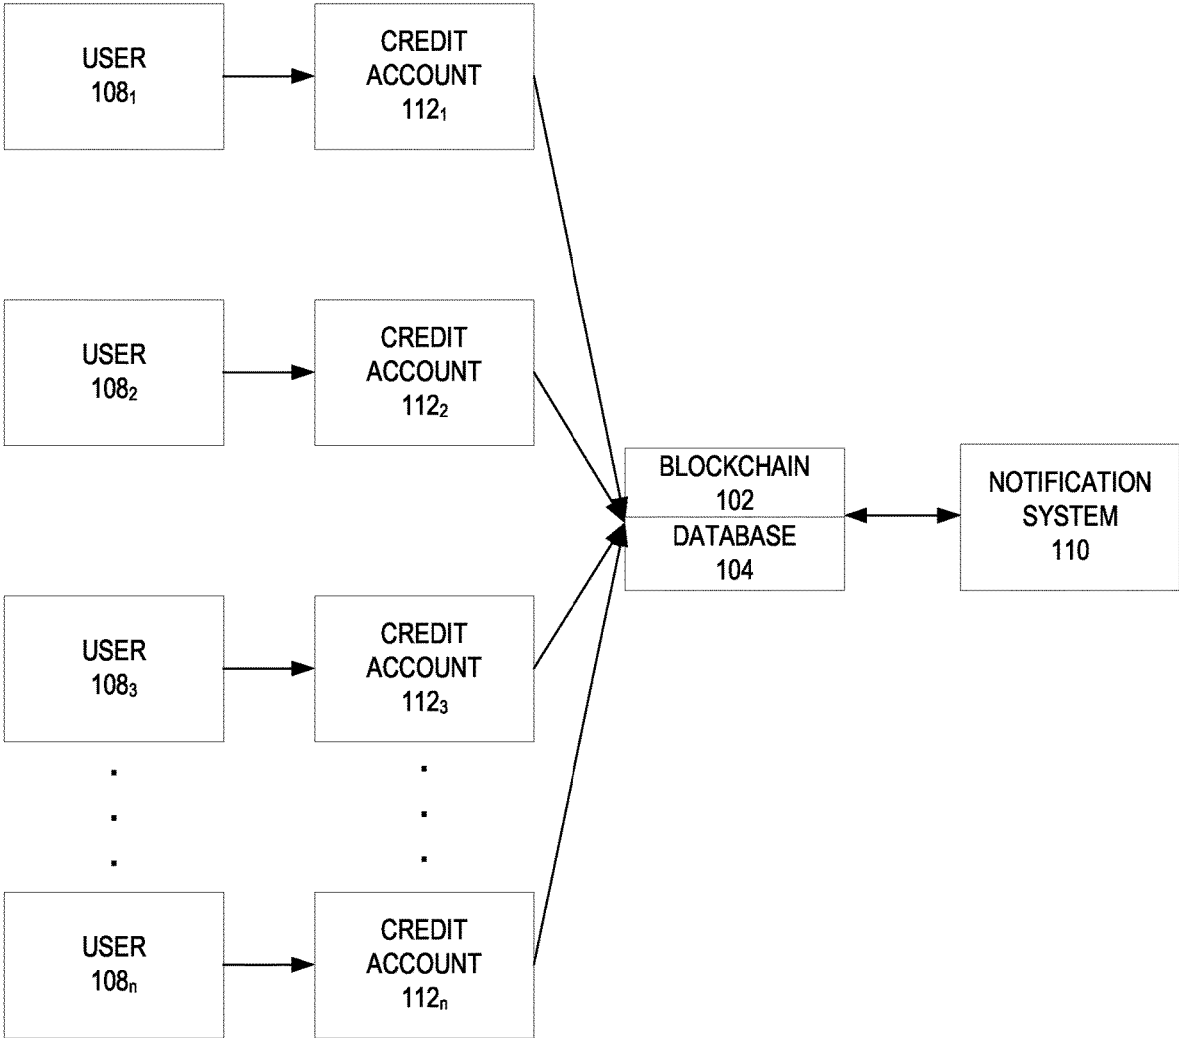 USER
108₁
CREDIT
ACCOUNT
112₁
USER
108₂
CREDIT
ACCOUNT
112₂
BLOCKCHAIN
102
DATABASE
104
NOTIFICATION
SYSTEM
110
USER
108₃
CREDIT
ACCOUNT
112₃
USER
108ₙ
CREDIT
ACCOUNT
112ₙ